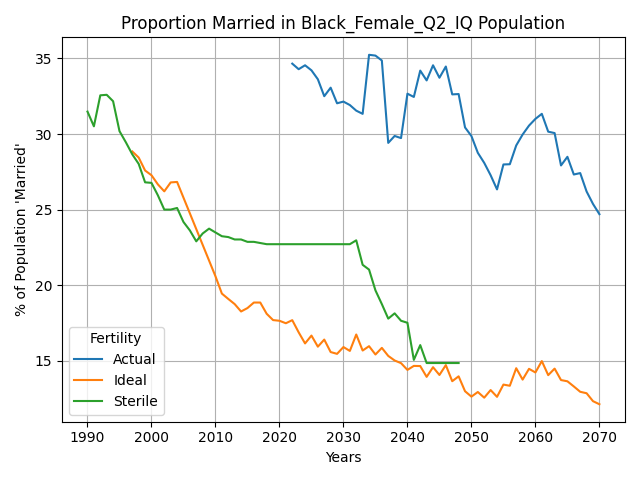 Proportion Married in Black_Female_Q2_IQ Population
% of Population 'Married'
35
30
25
20
15
Fertility
Actual
Ideal
Sterile
1990 2000 2010 2020 2030 2040 2050 2060 2070
Years